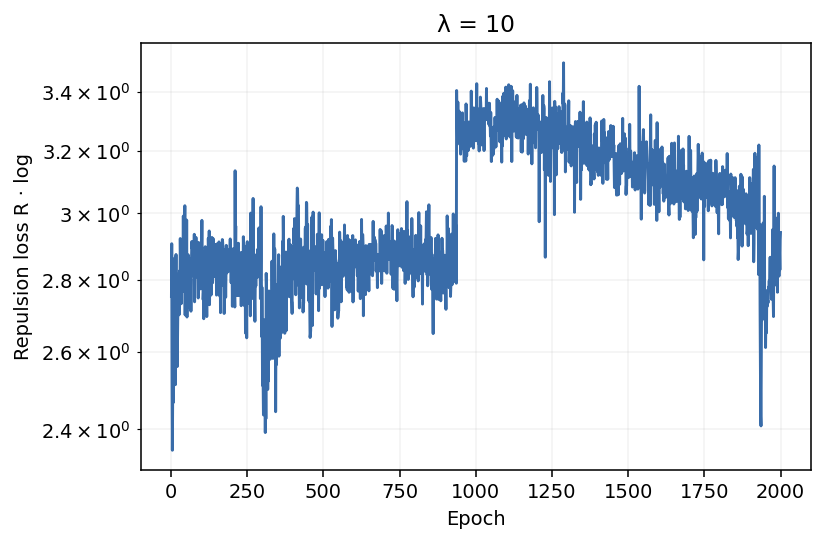 λ = 10
Repulsion loss R · log
3.4 × 10⁰
3.2 × 10⁰
3 × 10⁰
2.8 × 10⁰
2.6 × 10⁰
2.4 × 10⁰
0 250 500 750 1000 1250 1500 1750 2000
Epoch